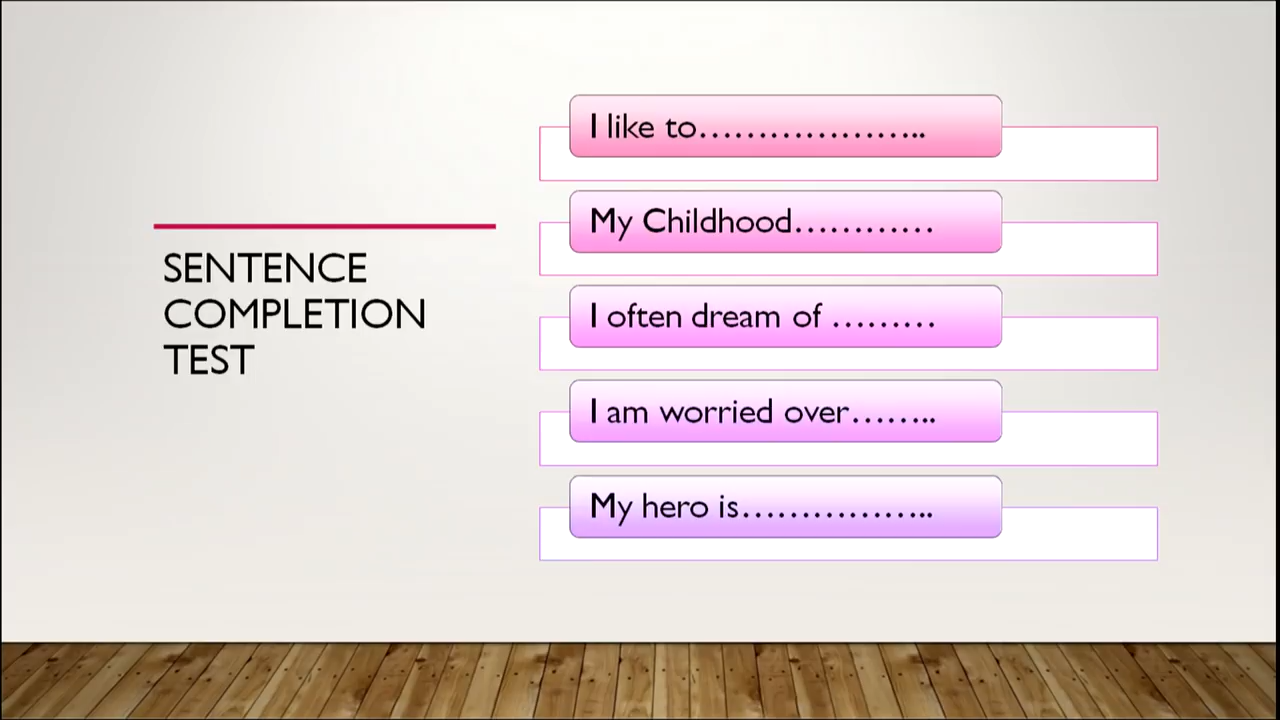 SENTENCE
COMPLETION
TEST
I like to………………..
My Childhood…………
I often dream of ………
I am worried over……..
My hero is……………..